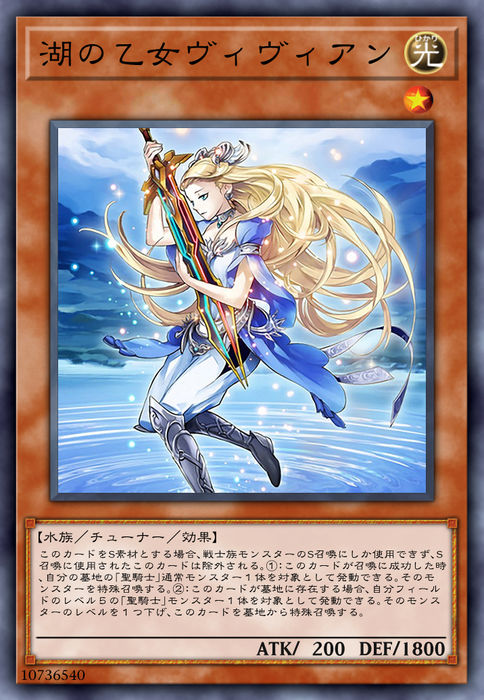 湖の乙女ヴィヴィアン
ひかり
光
【水族／チューナー／効果】
このカードをS素材とする場合、戦士族モンスターのS召喚にしか使用できず、S
召喚に使用されたこのカードは除外される。①:このカードが召喚に成功した時、
自分の墓地の「聖騎士」通常モンスター１体を対象として発動できる。そのモ
ンスターを特殊召喚する。②:このカードが墓地に存在する場合、自分フィール
ドのレベル５の「聖騎士」モンスター１体を対象として発動できる。そのモンス
ターのレベルを１つ下げ、このカードを墓地から特殊召喚する。
ATK/ 200 DEF/1800
10736540